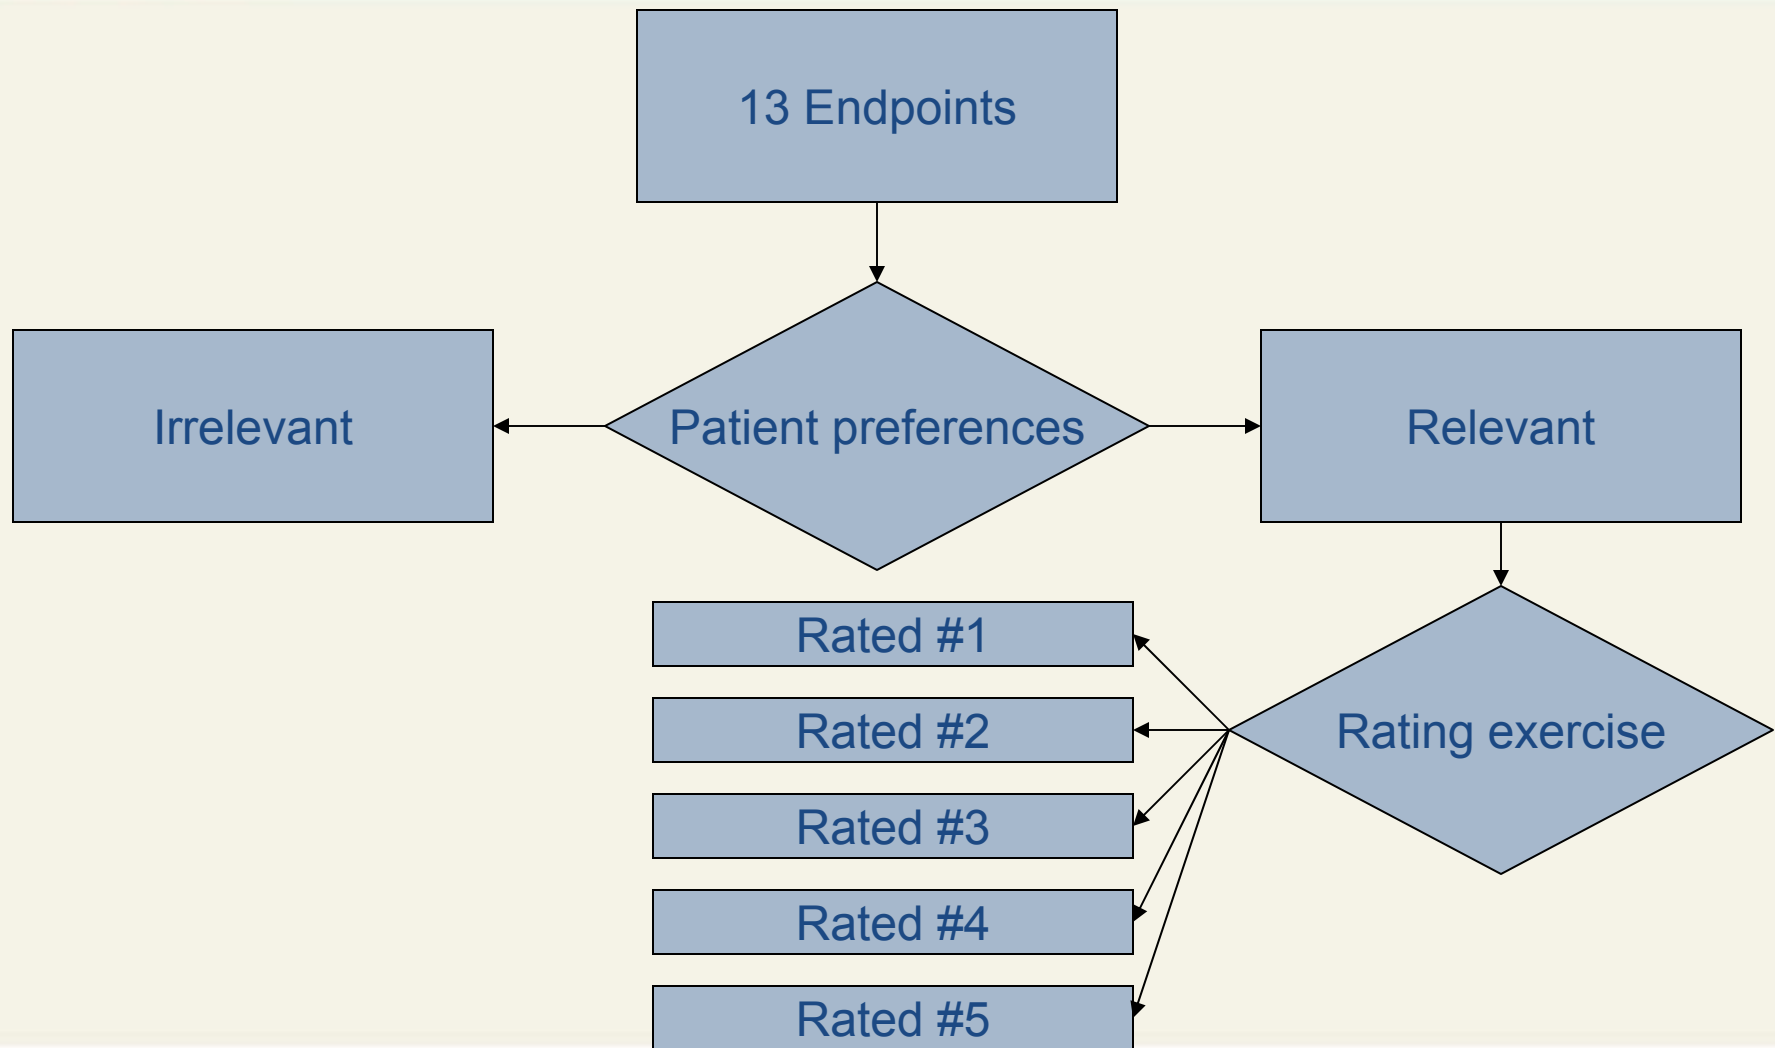 13 Endpoints
Irrelevant
Patient preferences
Relevant
Rated #1
Rated #2
Rating exercise
Rated #3
Rated #4
Rated #5